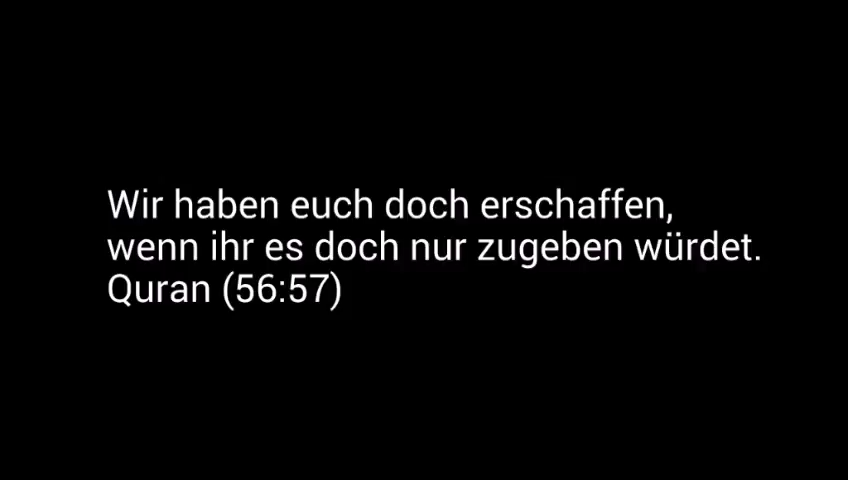 Wir haben euch doch erschaffen,
wenn ihr es doch nur zugeben würdet.
Quran (56:57)